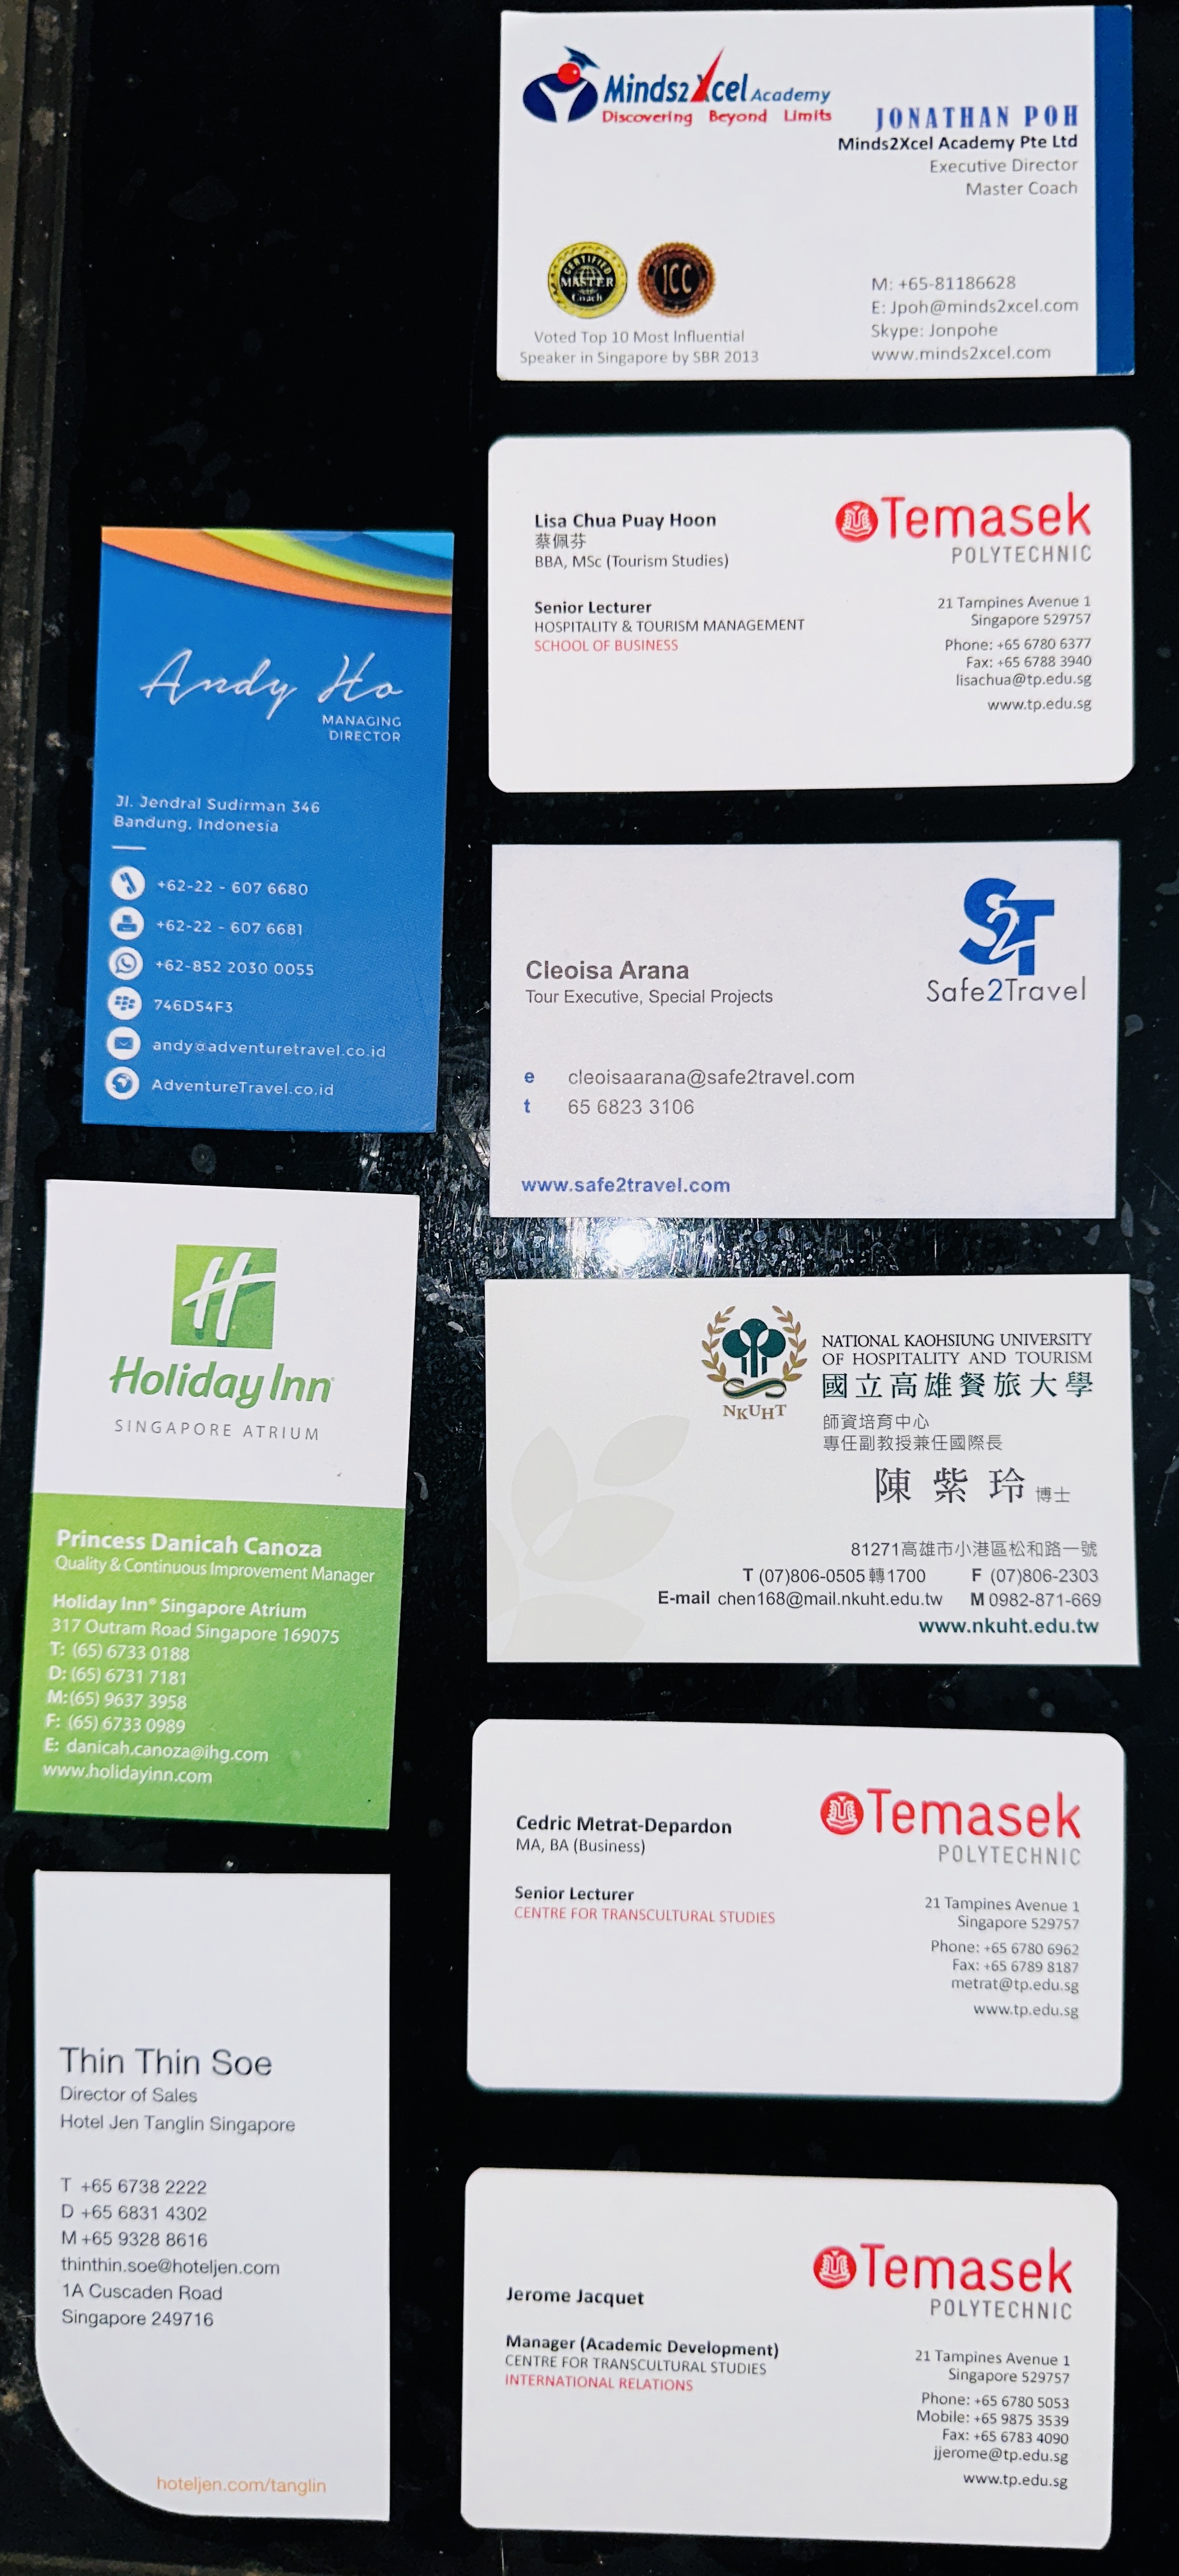 Minds2Xcel Academy
Discovering Beyond Limits
JONATHAN POH
Minds2Xcel Academy Pte Ltd
Executive Director
Master Coach
CERTIFIED
MASTER
Coach
ICC
Voted Top 10 Most Influential
Speaker in Singapore by SBR 2013
M: +65-81186628
E: Jpoh@minds2xcel.com
Skype: Jonpohe
www.minds2xcel.com
Lisa Chua Puay Hoon
蔡佩芬
BBA, MSc (Tourism Studies)
Senior Lecturer
HOSPITALITY & TOURISM MANAGEMENT
SCHOOL OF BUSINESS
Temasek
POLYTECHNIC
21 Tampines Avenue 1
Singapore 529757
Phone: +65 6780 6377
Fax: +65 6788 3940
lisachua@tp.edu.sg
www.tp.edu.sg
Andy Ho
MANAGING
DIRECTOR
Jl. Jendral Sudirman 346
Bandung, Indonesia
+62-22 - 607 6680
+62-22 - 607 6681
+62-852 2030 0055
746D54F3
andy@adventuretravel.co.id
AdventureTravel.co.id
S2T
Safe2Travel
Cleoisa Arana
Tour Executive, Special Projects
e cleoisaarana@safe2travel.com
t 65 6823 3106
www.safe2travel.com
H
Holiday Inn
SINGAPORE ATRIUM
Princess Danicah Canoza
Quality & Continuous Improvement Manager
Holiday Inn® Singapore Atrium
317 Outram Road Singapore 169075
T: (65) 6733 0188
D: (65) 6731 7181
M: (65) 9637 3958
F: (65) 6733 0989
E: danicah.canoza@ihg.com
www.holidayinn.com
NKUHT
NATIONAL KAOHSIUNG UNIVERSITY
OF HOSPITALITY AND TOURISM
國立高雄餐旅大學
師資培育中心
專任副教授兼任國際長
陳紫玲 博士
81271高雄市小港區松和路一號
T (07)806-0505 轉1700 F (07)806-2303
E-mail chen168@mail.nkuht.edu.tw M 0982-871-669
www.nkuht.edu.tw
Cedric Metrat-Depardon
MA, BA (Business)
Senior Lecturer
CENTRE FOR TRANSCULTURAL STUDIES
Temasek
POLYTECHNIC
21 Tampines Avenue 1
Singapore 529757
Phone: +65 6780 6962
Fax: +65 6789 8187
metrat@tp.edu.sg
www.tp.edu.sg
Thin Thin Soe
Director of Sales
Hotel Jen Tanglin Singapore
T +65 6738 2222
D +65 6831 4302
M +65 9328 8616
thinthin.soe@hoteljen.com
1A Cuscaden Road
Singapore 249716
hoteljen.com/tanglin
Jerome Jacquet
Manager (Academic Development)
CENTRE FOR TRANSCULTURAL STUDIES
INTERNATIONAL RELATIONS
Temasek
POLYTECHNIC
21 Tampines Avenue 1
Singapore 529757
Phone: +65 6780 5053
Mobile: +65 9875 3539
Fax: +65 6783 4090
jjerome@tp.edu.sg
www.tp.edu.sg